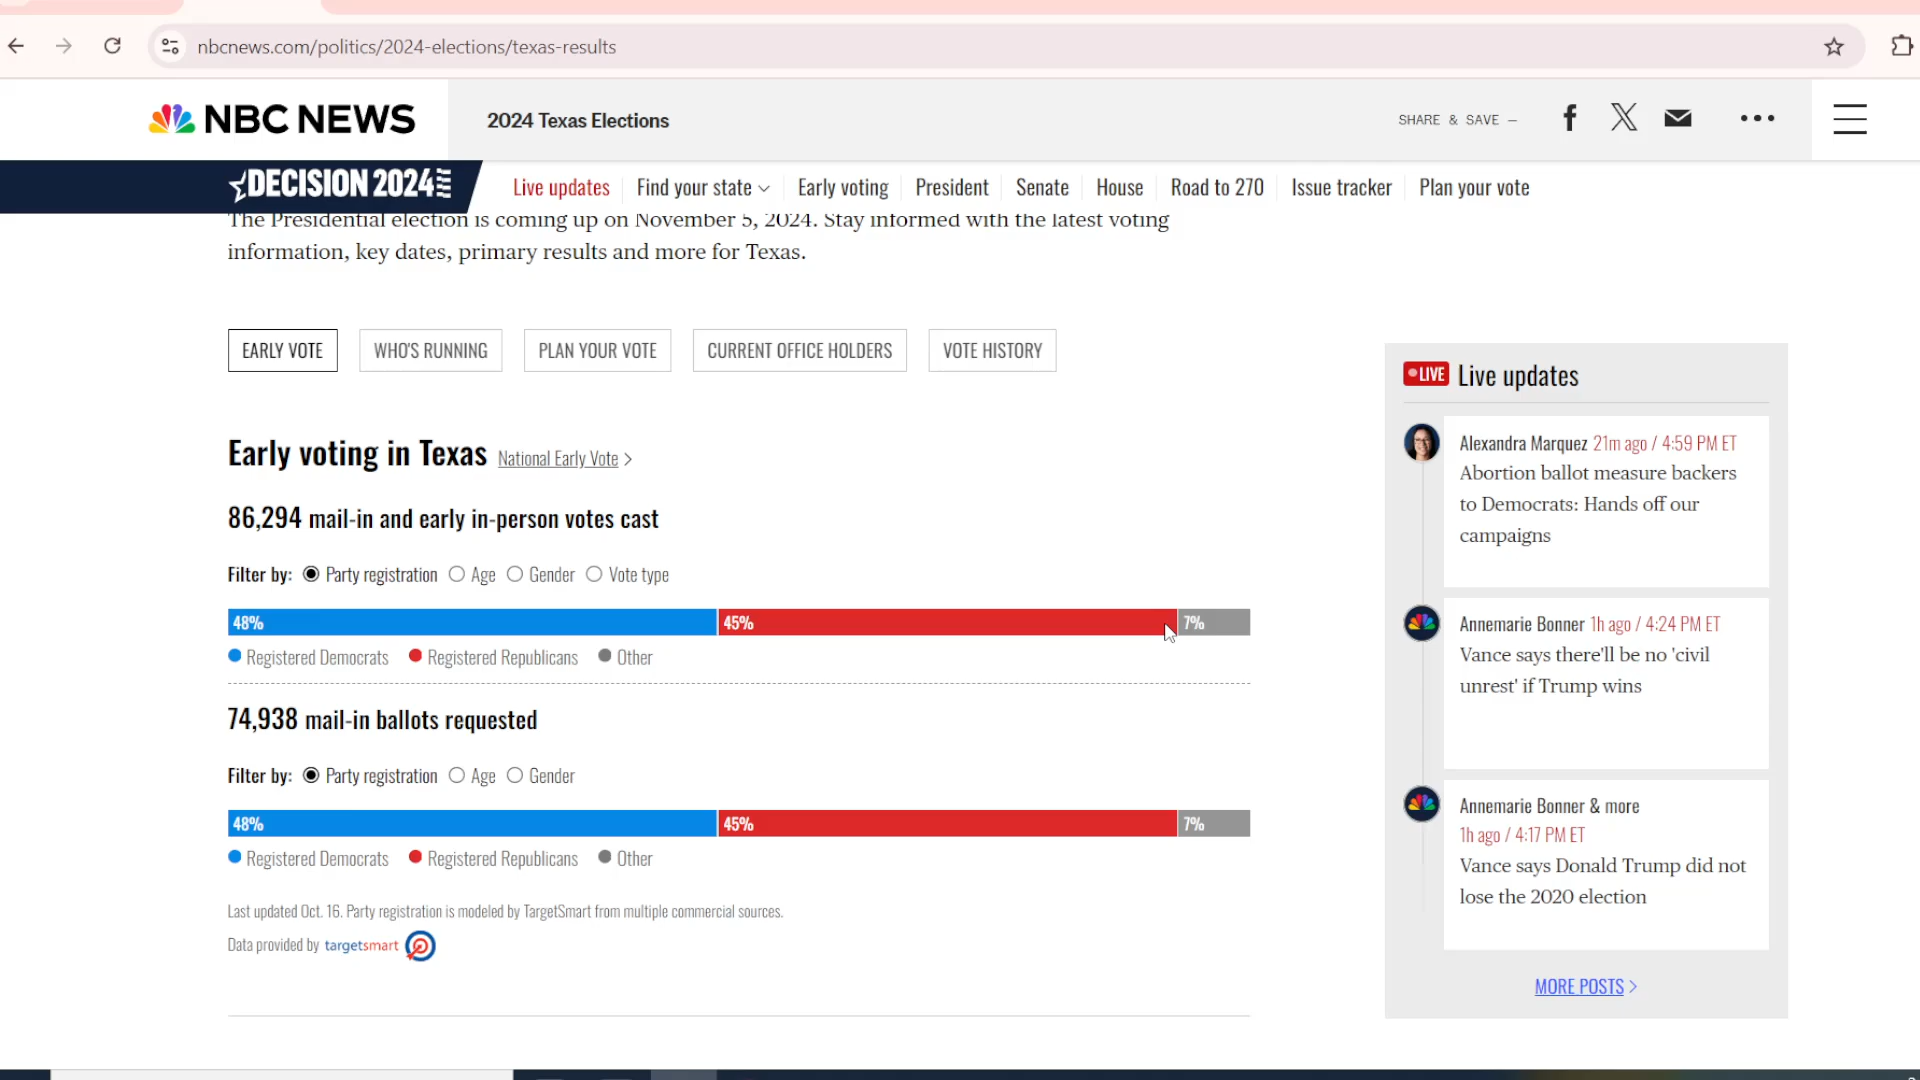 nbcnews.com/politics/2024-elections/texas-results
NBC NEWS
2024 Texas Elections
SHARE & SAVE —
DECISION 2024
Live updates
Find your state
Early voting
President
Senate
House
Road to 270
Issue tracker
Plan your vote
The Presidential election is coming up on November 5, 2024. Stay informed with the latest voting
information, key dates, primary results and more for Texas.
EARLY VOTE
WHO'S RUNNING
PLAN YOUR VOTE
CURRENT OFFICE HOLDERS
VOTE HISTORY
Early voting in Texas National Early Vote >
86,294 mail-in and early in-person votes cast
Filter by: Party registration Age Gender Vote type
48% 45% 7%
Registered Democrats Registered Republicans Other
74,938 mail-in ballots requested
Filter by: Party registration Age Gender
48% 45% 7%
Registered Democrats Registered Republicans Other
Last updated Oct. 16. Party registration is modeled by TargetSmart from multiple commercial sources.
Data provided by targetsmart
LIVE Live updates
Alexandra Marquez 21m ago / 4:59 PM ET
Abortion ballot measure backers
to Democrats: Hands off our
campaigns
Annemarie Bonner 1h ago / 4:24 PM ET
Vance says there'll be no 'civil
unrest' if Trump wins
Annemarie Bonner & more
1h ago / 4:17 PM ET
Vance says Donald Trump did not
lose the 2020 election
MORE POSTS >